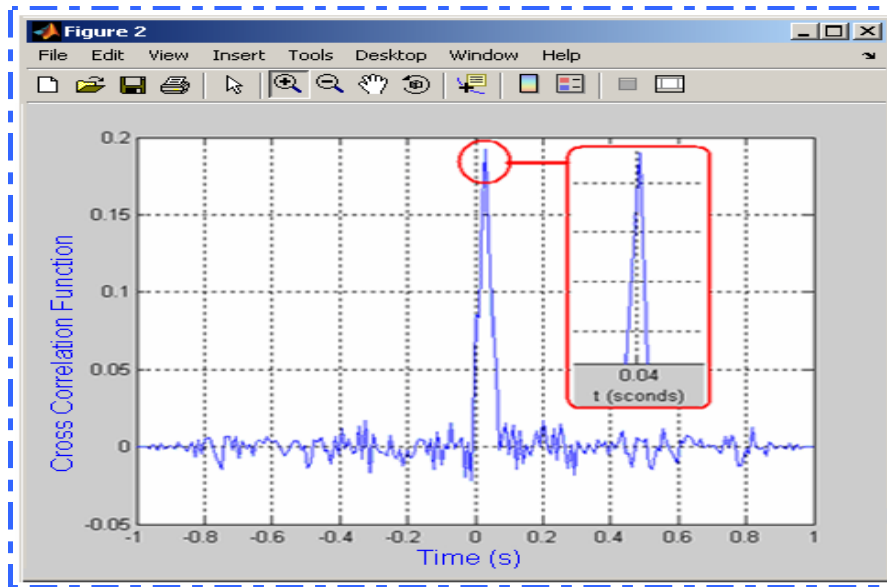 Figure 2
File Edit View Insert Tools Desktop Window Help
0.2
0.15
0.1
0.05
0
-0.05
Cross Correlation Function
0.04
t (sconds)
-1 -0.8 -0.6 -0.4 -0.2 0 0.2 0.4 0.6 0.8 1
Time (s)